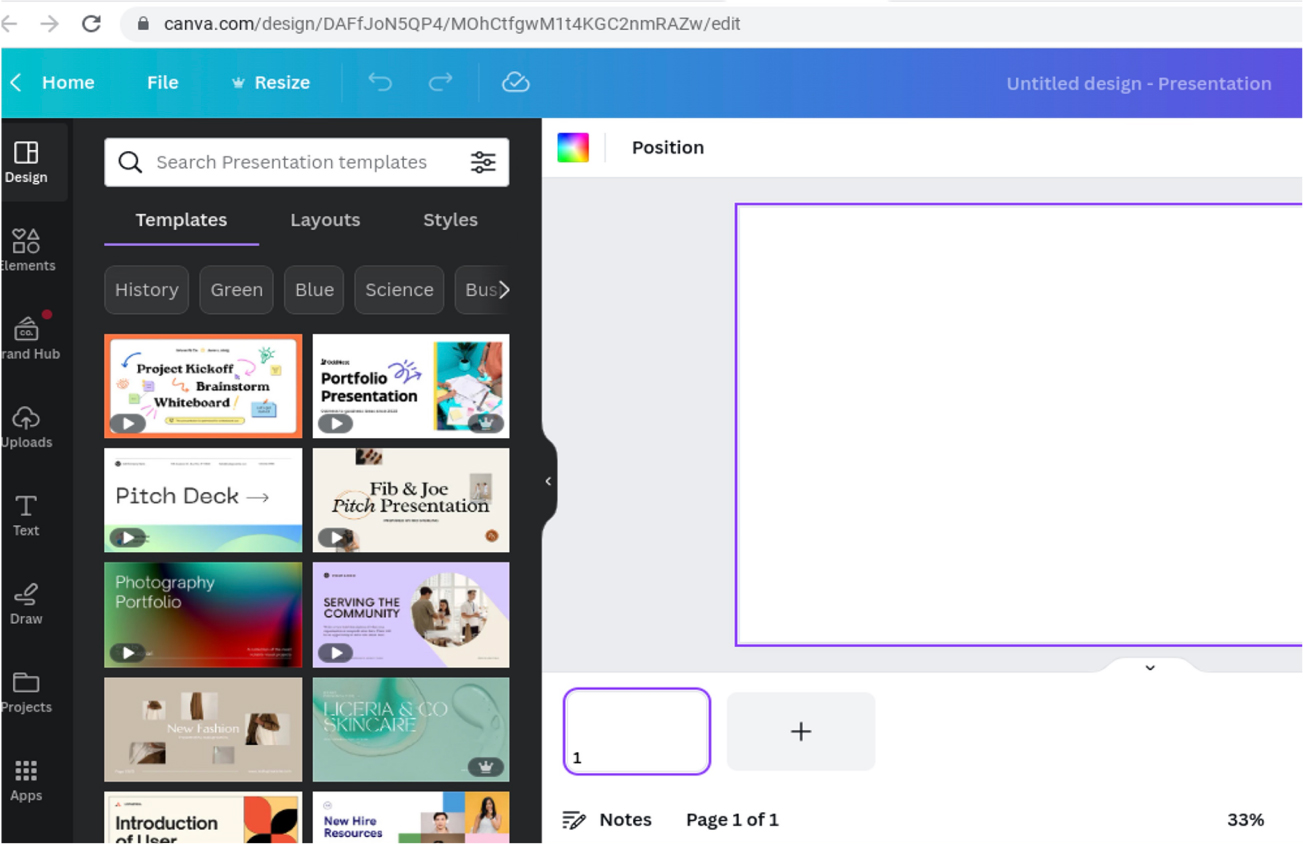 canva.com/design/DAFfJoN5QP4/MOhCtfgwM1t4KGC2nmRAZw/edit
Home File Resize Untitled design - Presentation
Design
Elements
rand Hub
Uploads
Text
Draw
Projects
Apps
Search Presentation templates
Templates Layouts Styles
History Green Blue Science Bus
Project Kickoff
Brainstorm
Whiteboard
Portfolio
Presentation
Pitch Deck
Fib & Joe
Pitch Presentation
Photography
Portfolio
SERVING THE
COMMUNITY
New Fashion
LICERIA & CO
SKINCARE
Introduction
of User
New Hire
Resources
Position
1
Notes Page 1 of 1 33%